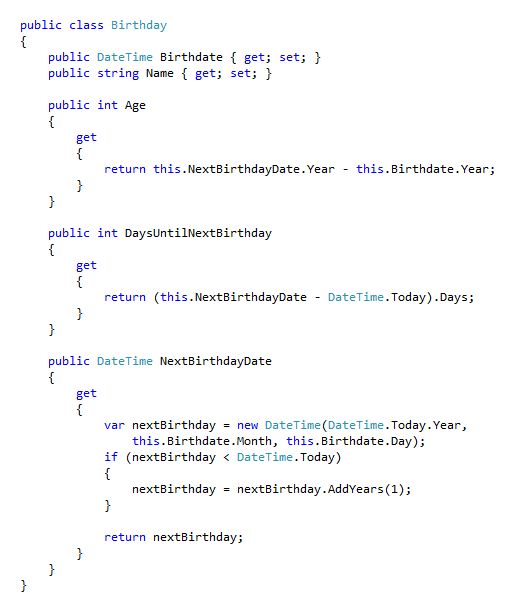 public class Birthday
{
    public DateTime Birthdate { get; set; }
    public string Name { get; set; }

    public int Age
    {
        get
        {
            return this.NextBirthdayDate.Year - this.Birthdate.Year;
        }
    }

    public int DaysUntilNextBirthday
    {
        get
        {
            return (this.NextBirthdayDate - DateTime.Today).Days;
        }
    }

    public DateTime NextBirthdayDate
    {
        get
        {
            var nextBirthday = new DateTime(DateTime.Today.Year,
                this.Birthdate.Month, this.Birthdate.Day);
            if (nextBirthday < DateTime.Today)
            {
                nextBirthday = nextBirthday.AddYears(1);
            }

            return nextBirthday;
        }
    }
}